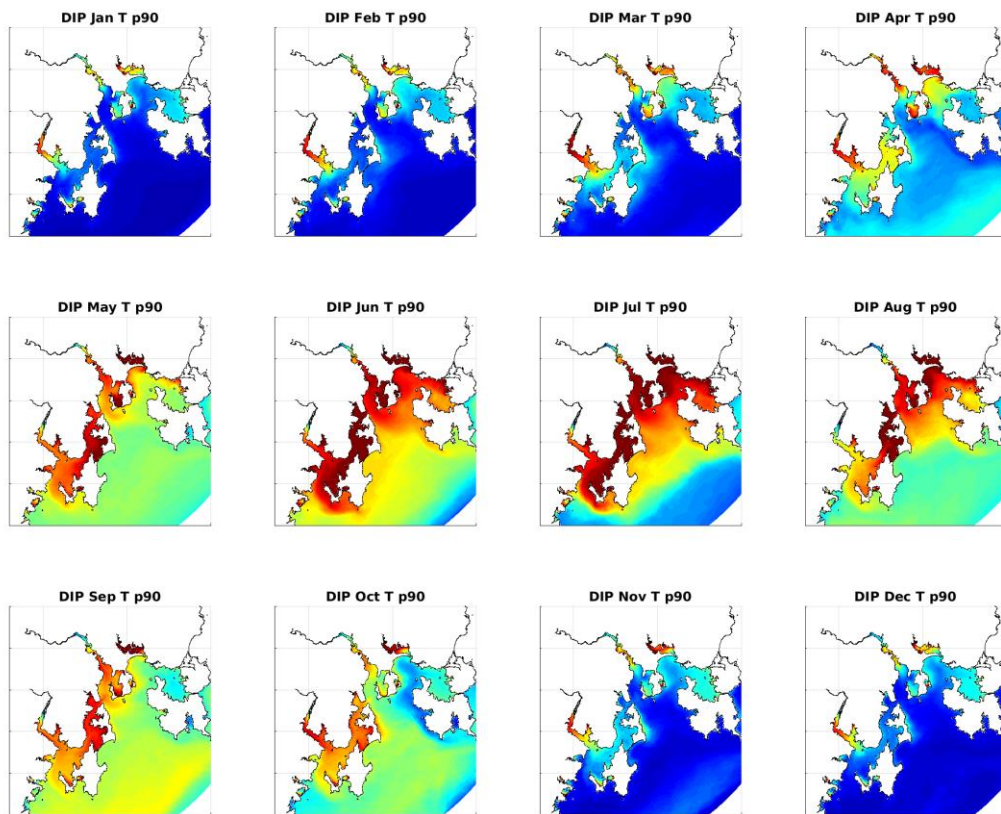 DIP Jan T p90
DIP Feb T p90
DIP Mar T p90
DIP Apr T p90
DIP May T p90
DIP Jun T p90
DIP Jul T p90
DIP Aug T p90
DIP Sep T p90
DIP Oct T p90
DIP Nov T p90
DIP Dec T p90